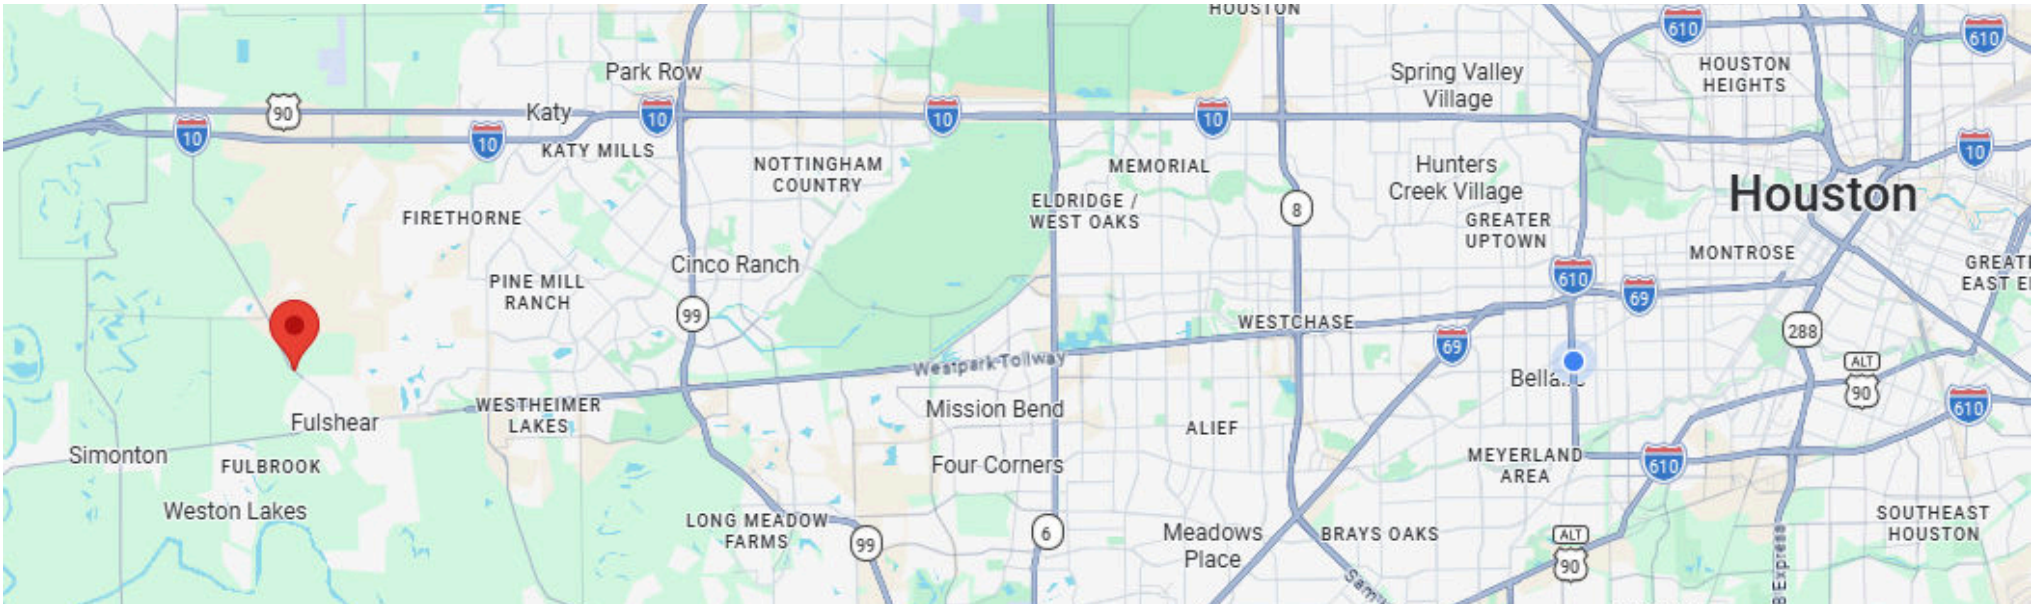 HOUSTON
610
610
Park Row
Spring Valley
Village
HOUSTON
HEIGHTS
90
Katy
10
10
10
10
10
10
KATY MILLS
NOTTINGHAM
COUNTRY
MEMORIAL
Hunters
Creek Village
Houston
FIRETHORNE
ELDRIDGE /
WEST OAKS
8
GREATER
UPTOWN
MONTROSE
Cinco Ranch
PINE MILL
RANCH
610
69
99
WESTCHASE
69
288
Westpark Tollway
ALT
90
WESTHEIMER
LAKES
Mission Bend
610
Fulshear
ALIEF
Simonton
FULBROOK
Four Corners
MEYERLAND
AREA
610
Weston Lakes
LONG MEADOW
FARMS
99
6
Meadows
Place
BRAYS OAKS
ALT
90
SOUTHEAST
HOUSTON